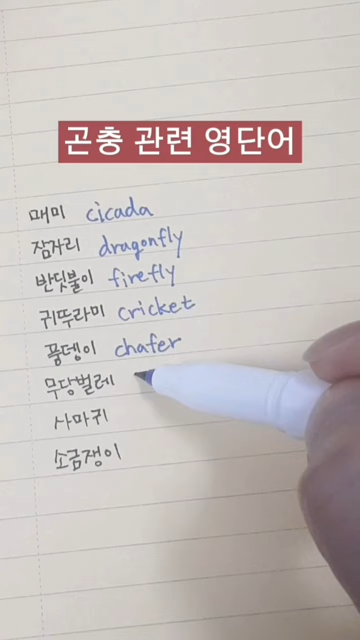 곤충 관련 영단어
매미 cicada
잠자리 dragonfly
반딧불이 firefly
귀뚜라미 cricket
풍뎅이 chafer
무당벌레
사마귀
소금쟁이